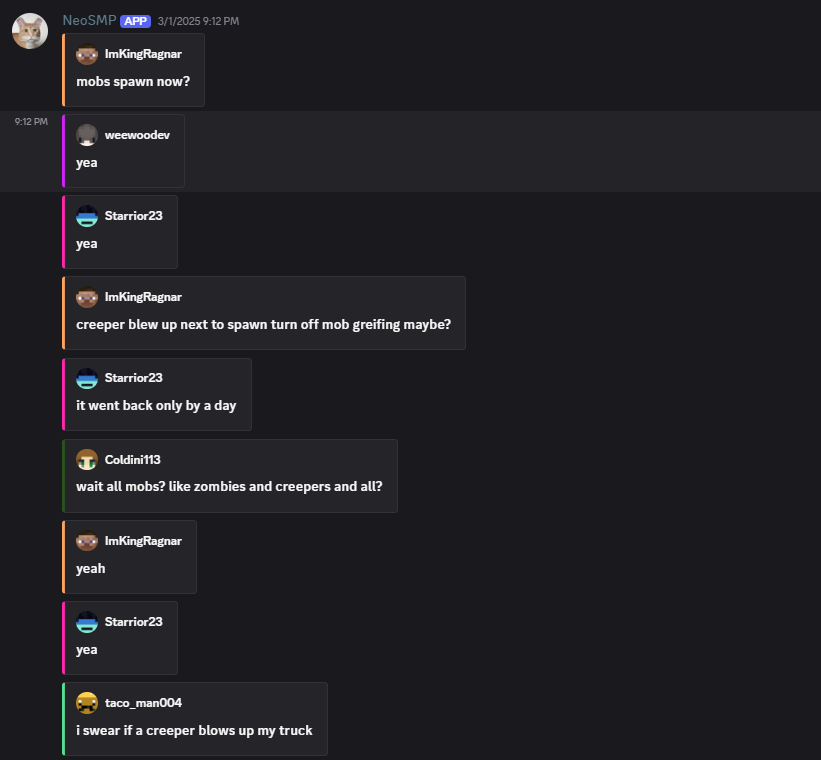 NeoSMP APP 3/1/2025 9:12 PM
ImKingRagnar
mobs spawn now?
9:12 PM
weewoodev
yea
Starrior23
yea
ImKingRagnar
creeper blew up next to spawn turn off mob greifing maybe?
Starrior23
it went back only by a day
Coldini113
wait all mobs? like zombies and creepers and all?
ImKingRagnar
yeah
Starrior23
yea
taco_man004
i swear if a creeper blows up my truck